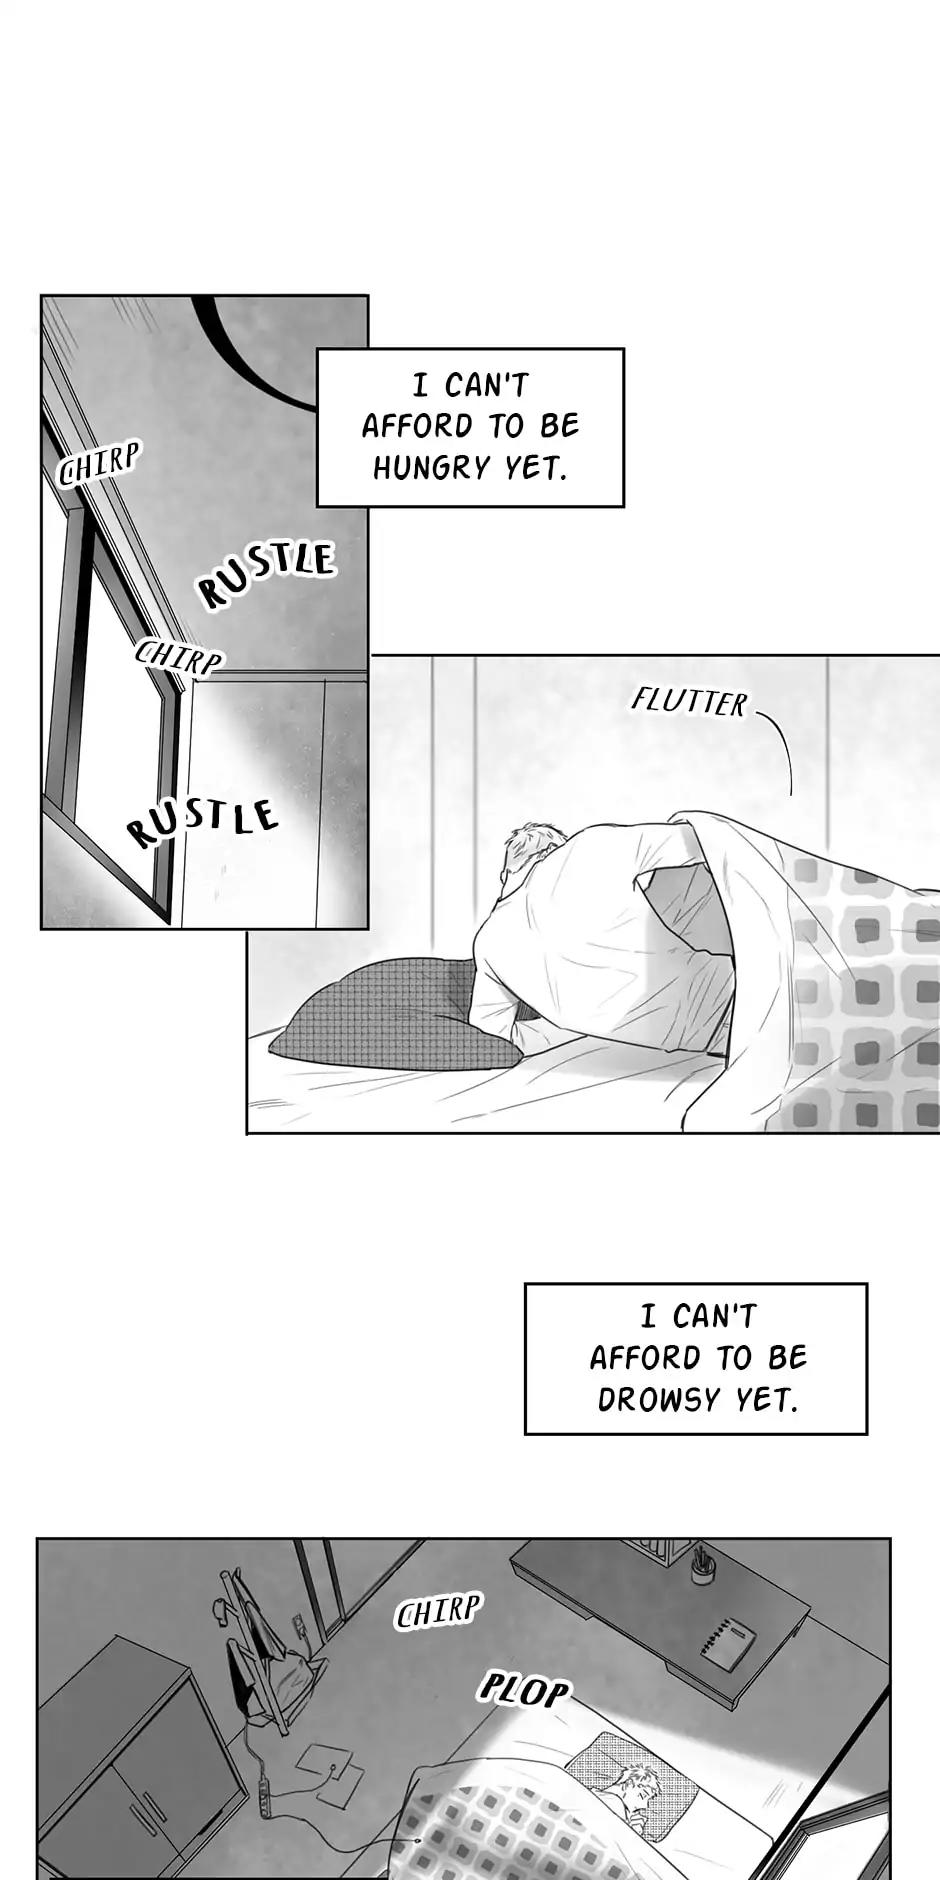 I CAN'T
AFFORD TO BE
HUNGRY YET.
CHIRP
RUSTLE
CHIRP
RUSTLE
FLUTTER
I CAN'T
AFFORD TO BE
DROWSY YET.
CHIRP
PLOP